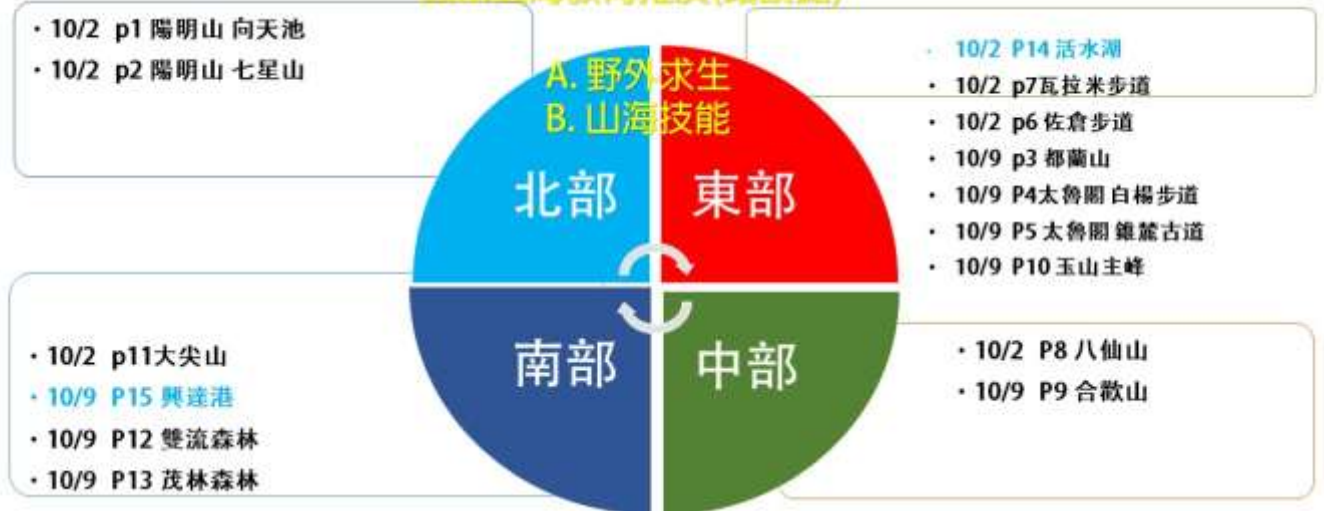 ・10/2 p1 陽明山 向天池
・10/2 p2 陽明山 七星山
A. 野外求生
B. 山海技能
北部
東部
・ 10/2 P14 活水湖
・ 10/2 p7瓦拉米步道
・ 10/2 p6 佐倉步道
・ 10/9 p3 都蘭山
・ 10/9 P4太魯閣 白楊步道
・ 10/9 P5 太魯閣 錐麓古道
・ 10/9 P10 玉山主峰
南部
中部
・10/2 p11大尖山
・10/9 P15 興達港
・10/9 P12 雙流森林
・10/9 P13 茂林森林
・10/2 P8 八仙山
・10/9 P9 合歡山